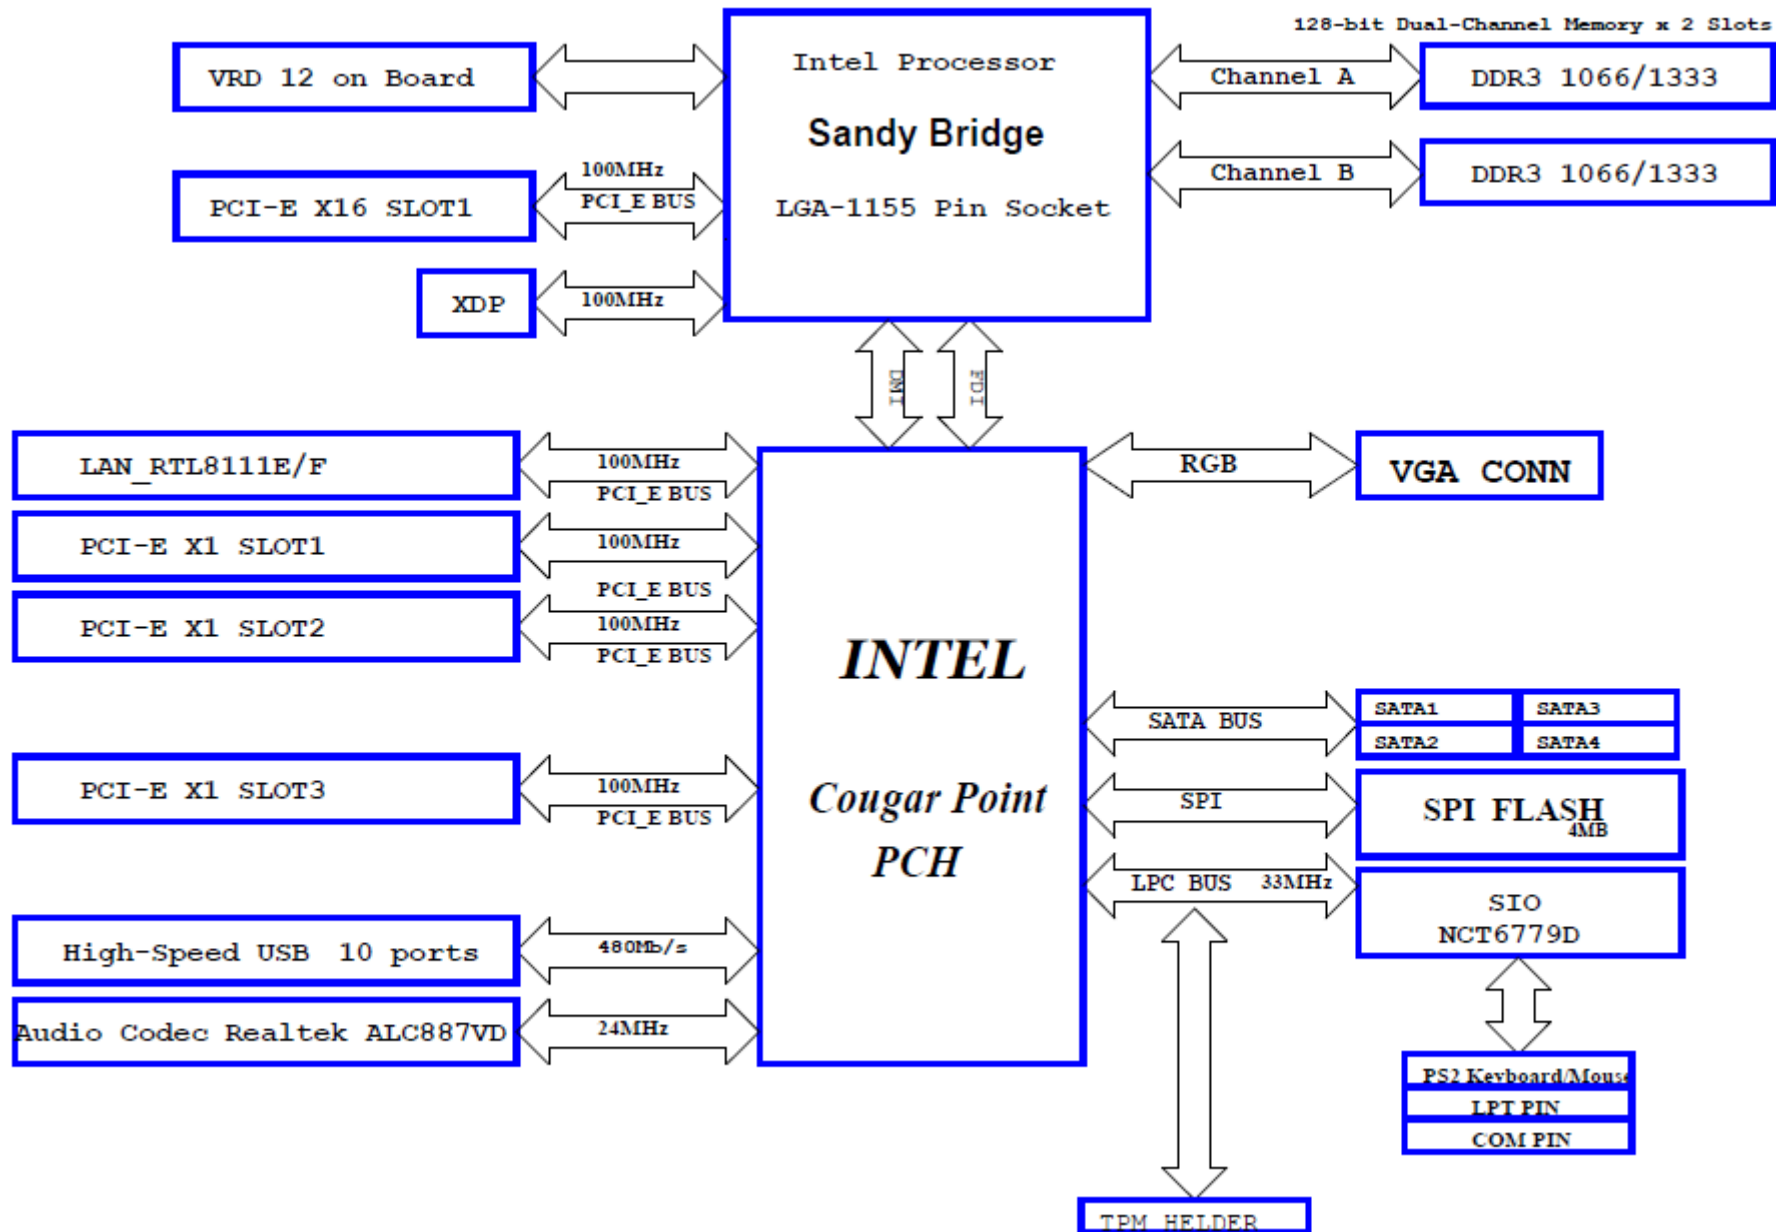 128-bit Dual-Channel Memory x 2 Slots
VRD 12 on Board
Intel Processor
Sandy Bridge
LGA-1155 Pin Socket
Channel A
DDR3 1066/1333
Channel B
DDR3 1066/1333
100MHz
PCI_E BUS
PCI-E X16 SLOT1
XDP
100MHz
DMI
FDI
LAN_RTL8111E/F
100MHz
PCI_E BUS
RGB
VGA CONN
PCI-E X1 SLOT1
100MHz
PCI_E BUS
PCI-E X1 SLOT2
100MHz
PCI_E BUS
INTEL
Cougar Point
PCH
SATA BUS
SATA1
SATA3
SATA2
SATA4
PCI-E X1 SLOT3
100MHz
PCI_E BUS
SPI
SPI FLASH
4MB
LPC BUS 33MHz
SIO
NCT6779D
High-Speed USB 10 ports
480Mb/s
Audio Codec Realtek ALC887VD
24MHz
PS2 Keyboard/Mouse
LPT PIN
COM PIN
TPM HELDER